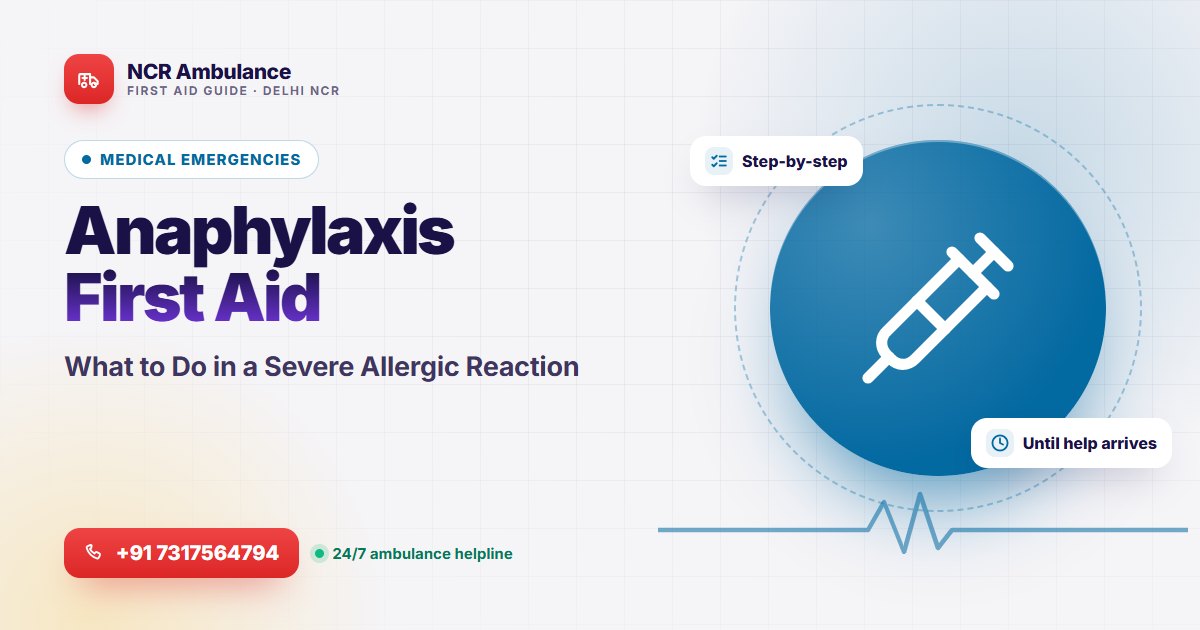 NCR Ambulance
FIRST AID GUIDE · DELHI NCR
MEDICAL EMERGENCIES
Anaphylaxis
First Aid
What to Do in a Severe Allergic Reaction
+91 7317564794
24/7 ambulance helpline
Step-by-step
Until help arrives